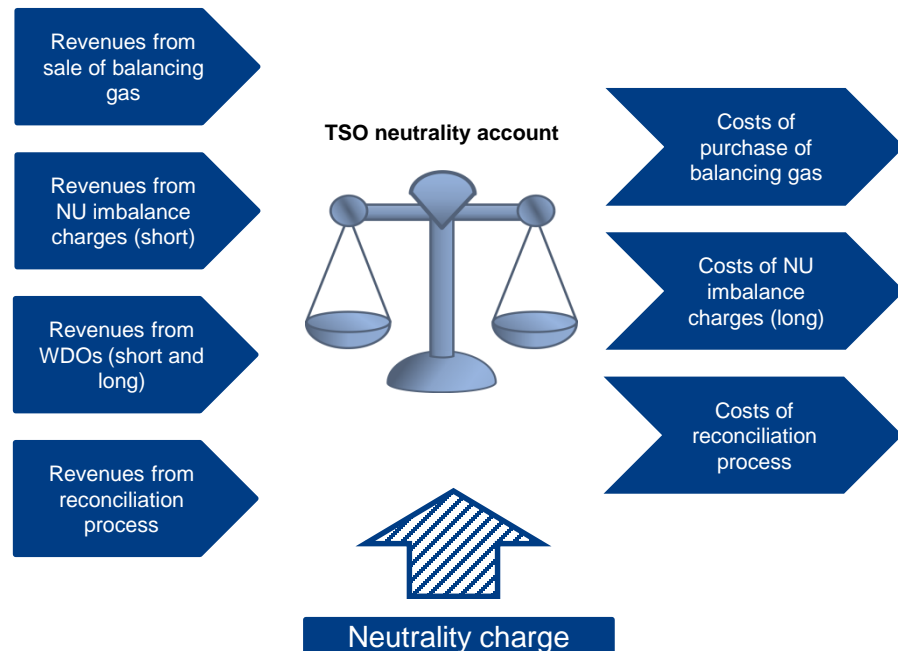 Revenues from
sale of balancing
gas
Revenues from
NU imbalance
charges (short)
Revenues from
WDOs (short and
long)
Revenues from
reconciliation
process
TSO neutrality account
Costs of
purchase of
balancing gas
Costs of NU
imbalance
charges (long)
Costs of
reconciliation
process
Neutrality charge